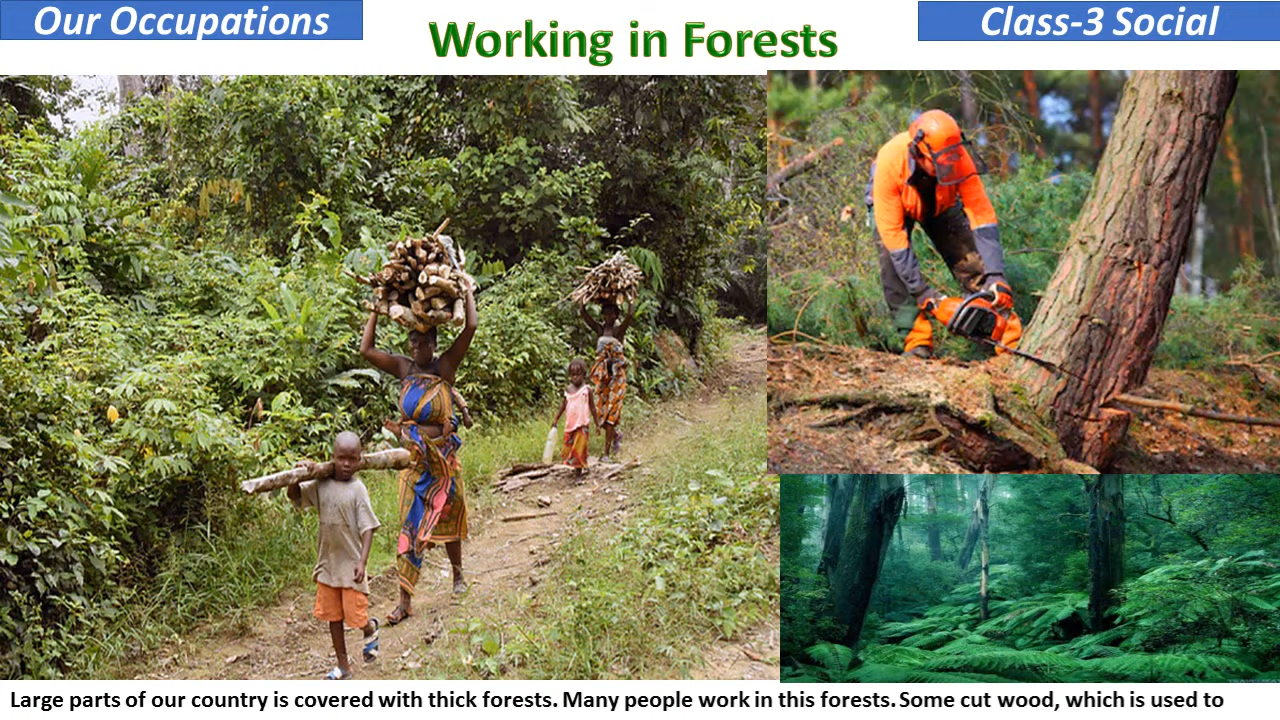 Our Occupations
Working in Forests
Class-3 Social
Large parts of our country is covered with thick forests. Many people work in this forests. Some cut wood, which is used to